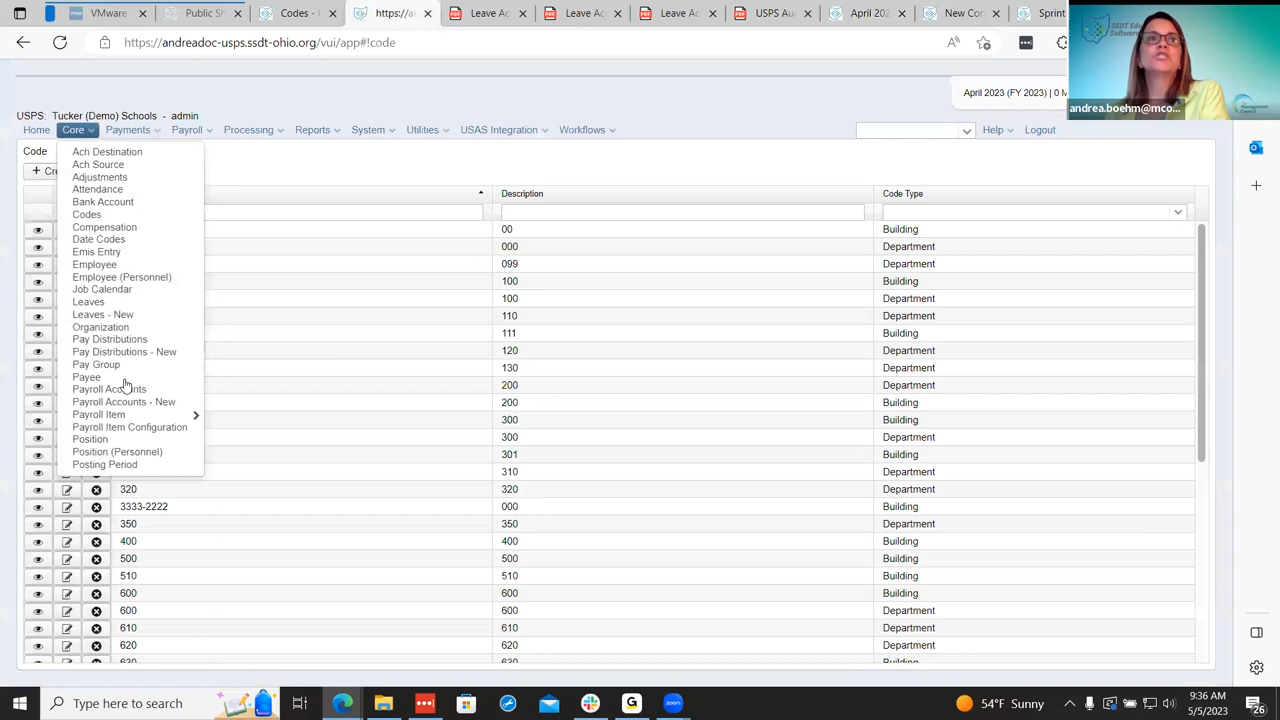 VMware
Public Sh
Codes -
https://a
Leave Ac
Leave Ac
Leave Ac
USPS Au
April 2023
New Con
Sprint
https://andreadoc-usps.ssdt-ohio.org/vui/app#!code
andrea.boehm@mco...
April 2023 (FY 2023) | 0 M
USPS: Tucker (Demo) Schools - admin
Home Core Payments Payroll Processing Reports System Utilities USAS Integration Workflows Help Logout
Code
Cre
Ach Destination
Ach Source
Adjustments
Attendance
Bank Account
Codes
Compensation
Date Codes
Emis Entry
Employee
Employee (Personnel)
Job Calendar
Leaves
Leaves - New
Organization
Pay Distributions
Pay Distributions - New
Pay Group
Payee
Payroll Accounts
Payroll Accounts - New
Payroll Item
Payroll Item Configuration
Position
Position (Personnel)
Posting Period
Description Code Type
00 Building
000 Department
099 Department
100 Building
100 Department
110 Department
111 Building
120 Department
130 Department
200 Department
200 Building
300 Building
300 Department
301 Building
310 Department
320 320 Department
3333-2222 000 Building
350 350 Department
400 400 Building
500 500 Building
510 510 Building
600 600 Building
600 600 Department
610 610 Department
620 620 Department
630 630 Building
Type here to search
54°F Sunny
9:36 AM
5/5/2023
26